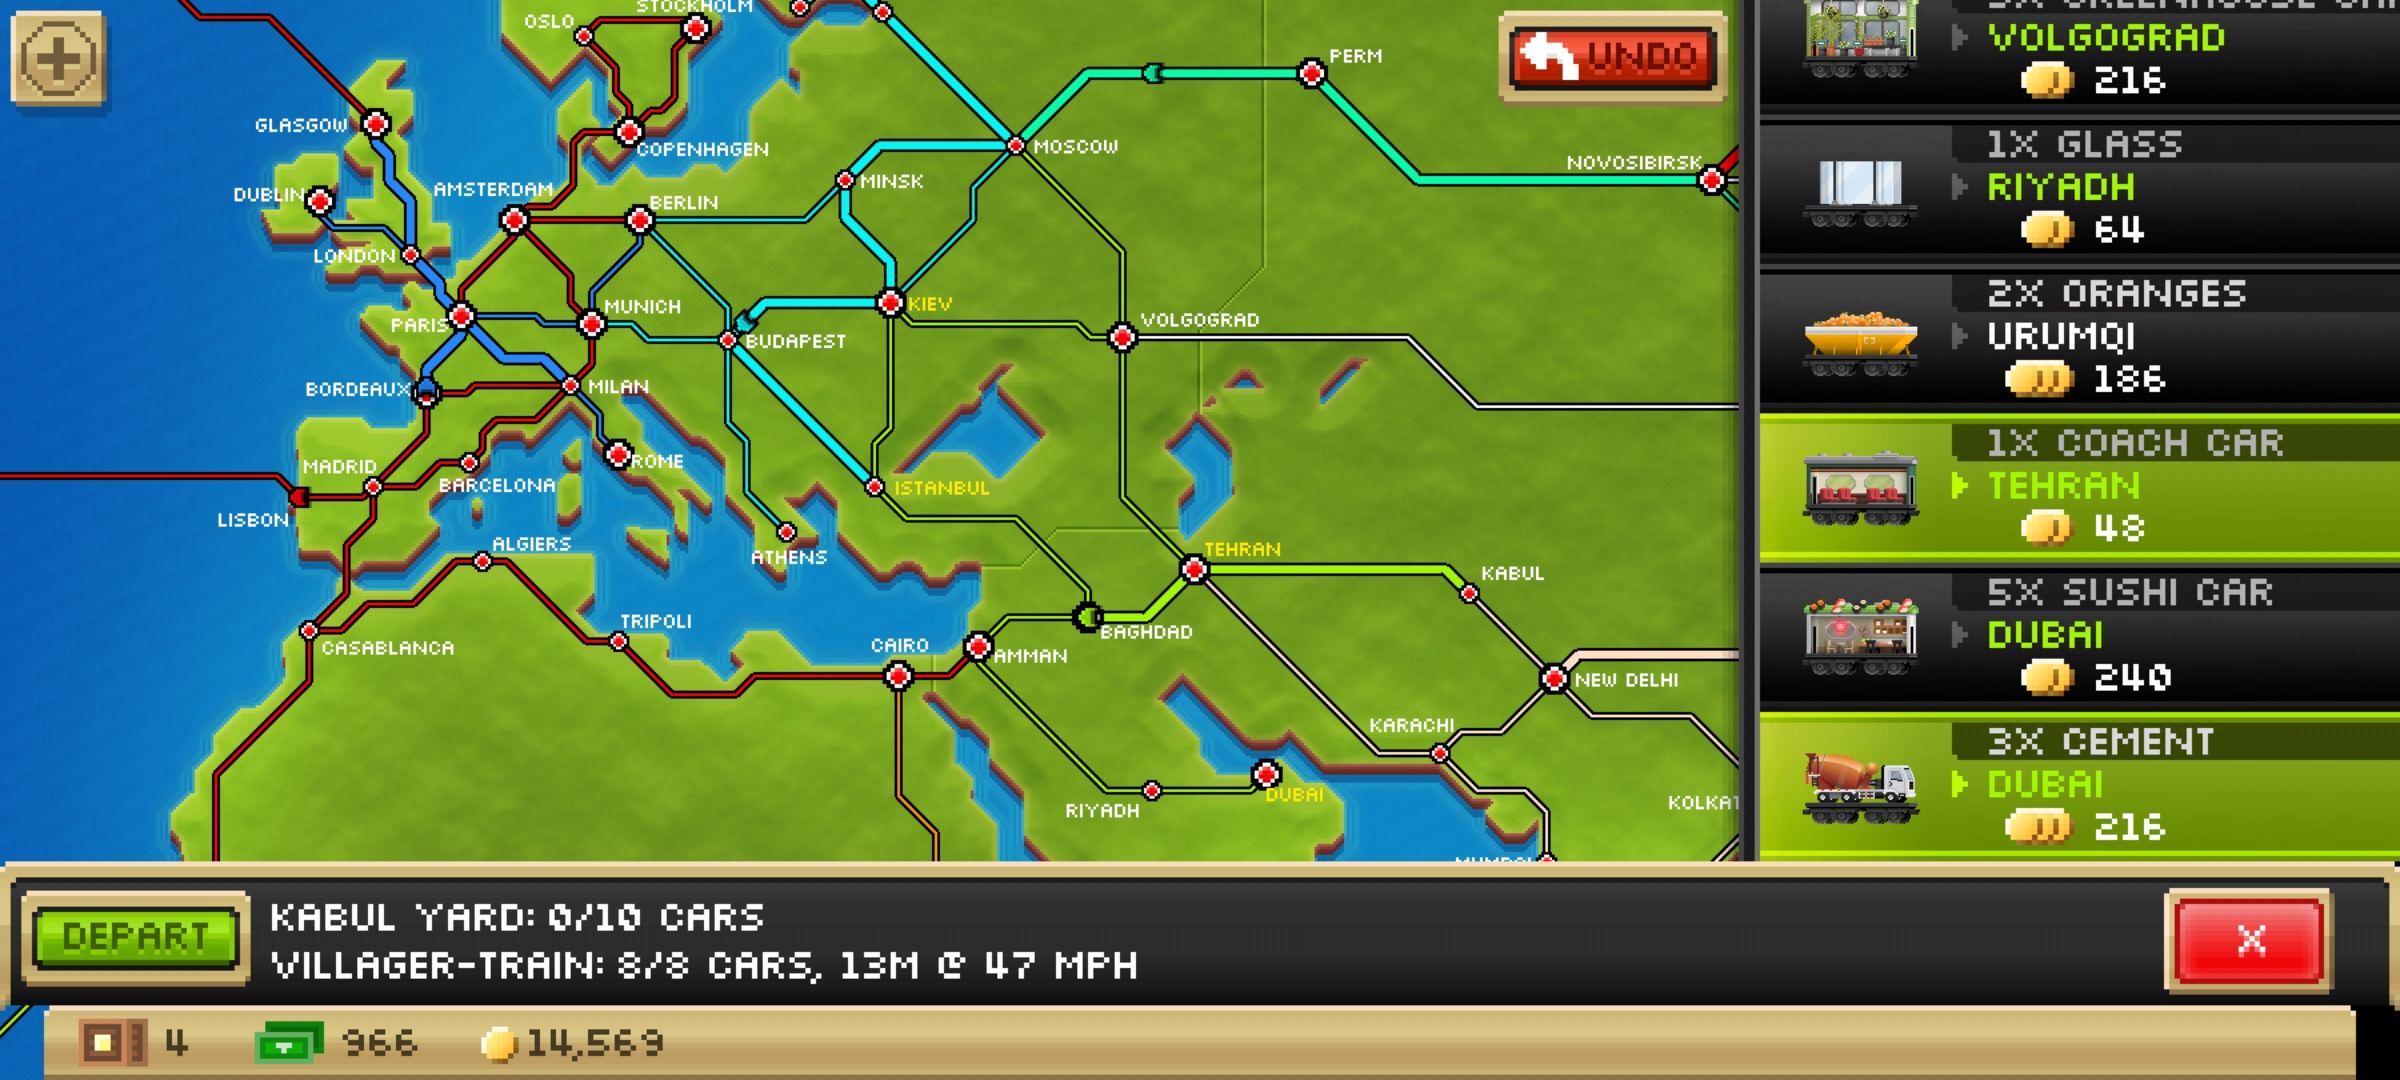 OSLO
STOCKHOLM
PERM
GLASGOW
COPENHAGEN
MOSCOW
NOVOSIBIRSK
DUBLIN
AMSTERDAM
BERLIN
MINSK
LONDON
MUNICH
KIEV
PARIS
BUDAPEST
VOLGOGRAD
BORDEAUX
MILAN
MADRID
BARCELONA
ROME
ISTANBUL
LISBON
ALGIERS
ATHENS
TEHRAN
KABUL
CASABLANCA
TRIPOLI
CAIRO
AMMAN
BAGHDAD
NEW DELHI
KARACHI
RIYADH
DUBAI
KOLKAT
MUMBAI
UNDO
VOLGOGRAD
216
1X GLASS
RIYADH
64
2X ORANGES
URUMQI
186
1X COACH CAR
TEHRAN
48
5X SUSHI CAR
DUBAI
240
3X CEMENT
DUBAI
216
DEPART
KABUL YARD: 0/10 CARS
VILLAGER-TRAIN: 8/8 CARS, 13M @ 47 MPH
X
4
966
14,569